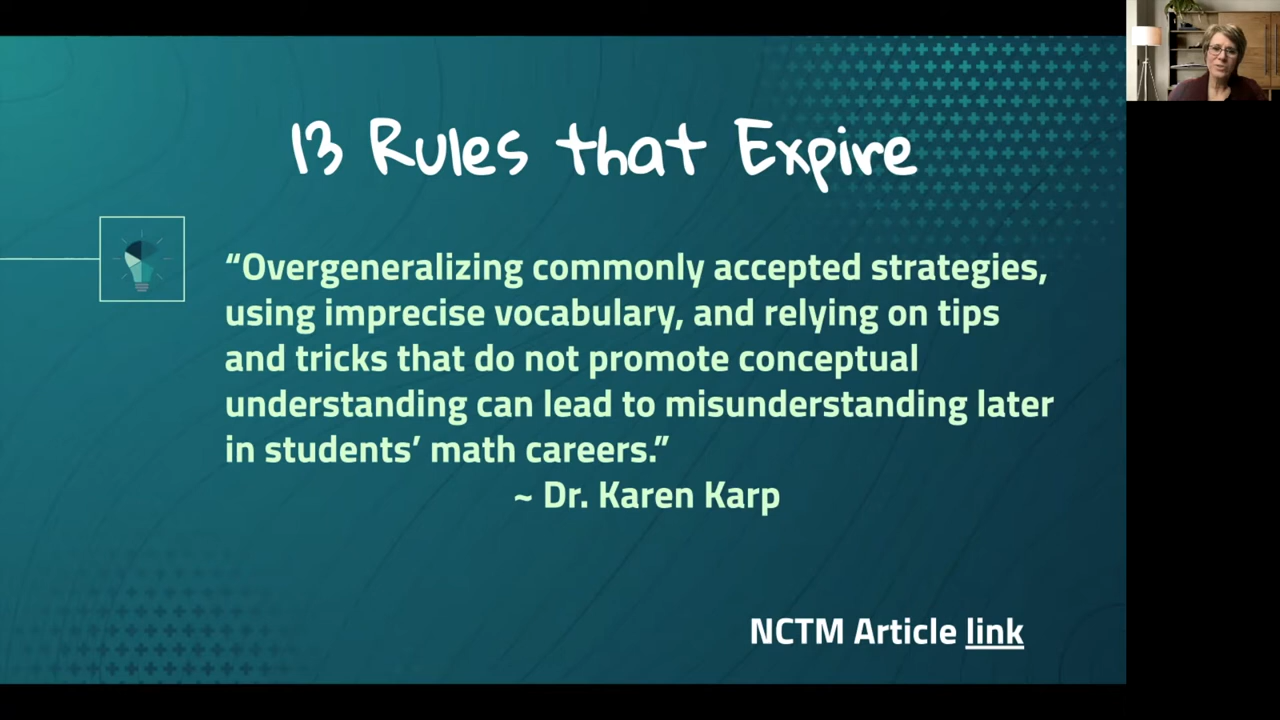 13 Rules that Expire
“Overgeneralizing commonly accepted strategies,
using imprecise vocabulary, and relying on tips
and tricks that do not promote conceptual
understanding can lead to misunderstanding later
in students’ math careers.”
~ Dr. Karen Karp
NCTM Article link